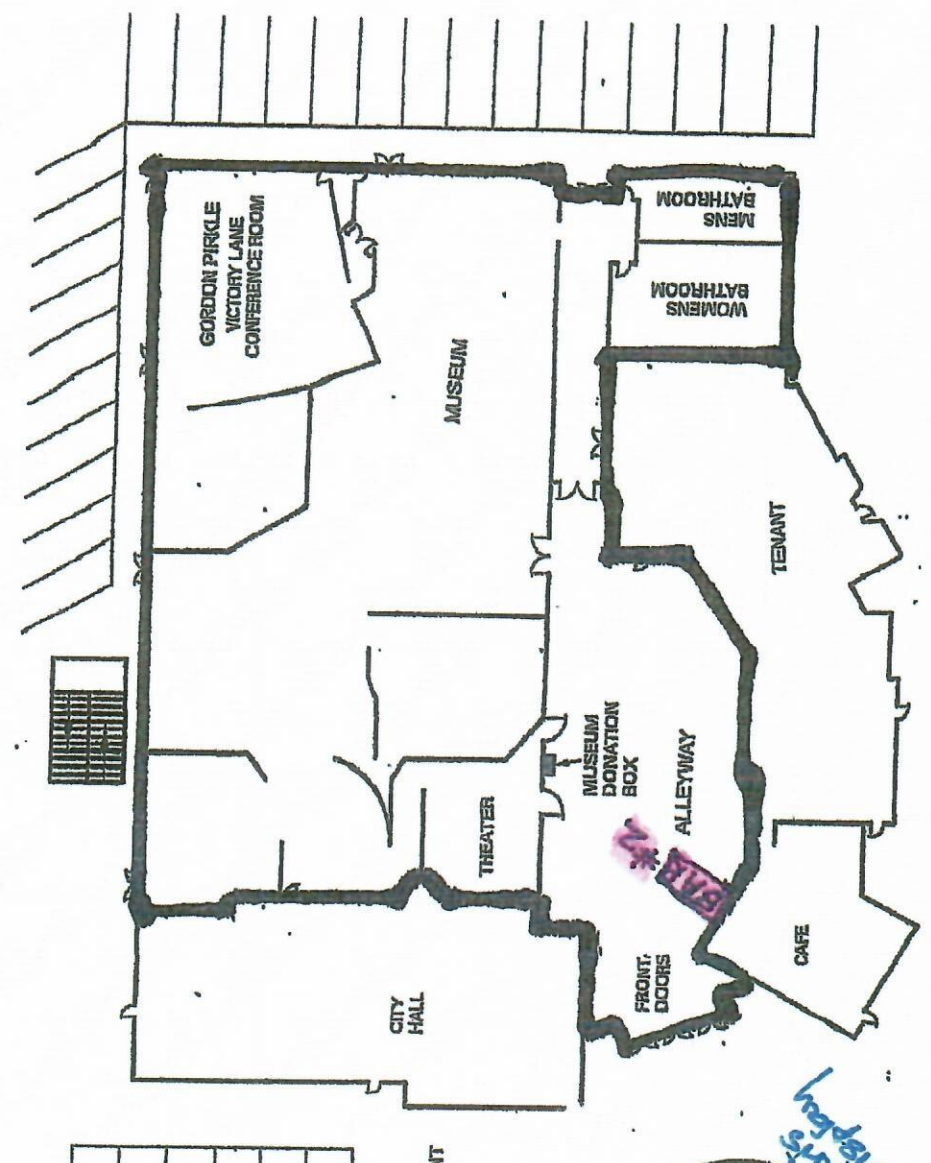 GORDON PIRKLE
VICTORY LANE
CONFERENCE ROOM
MENS
BATHROOM
WOMENS
BATHROOM
MUSEUM
TENANT
MUSEUM
DONATION
BOX
ALLEYWAY
THEATER
BAR
FRONT
DOORS
CAFE
CITY
HALL
NT